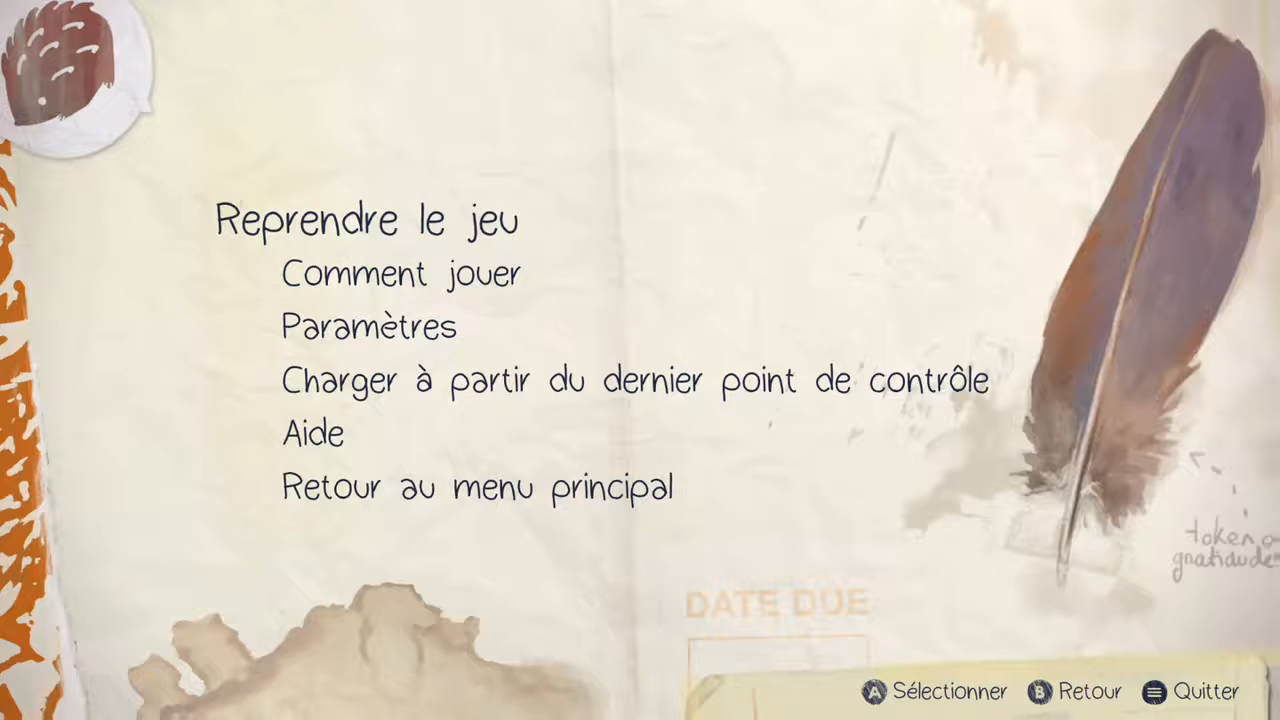 Reprendre le jeu
Comment jouer
Paramètres
Charger à partir du dernier point de contrôle
Aide
Retour au menu principal
token o
DATE DUE
A Sélectionner B Retour Quitter